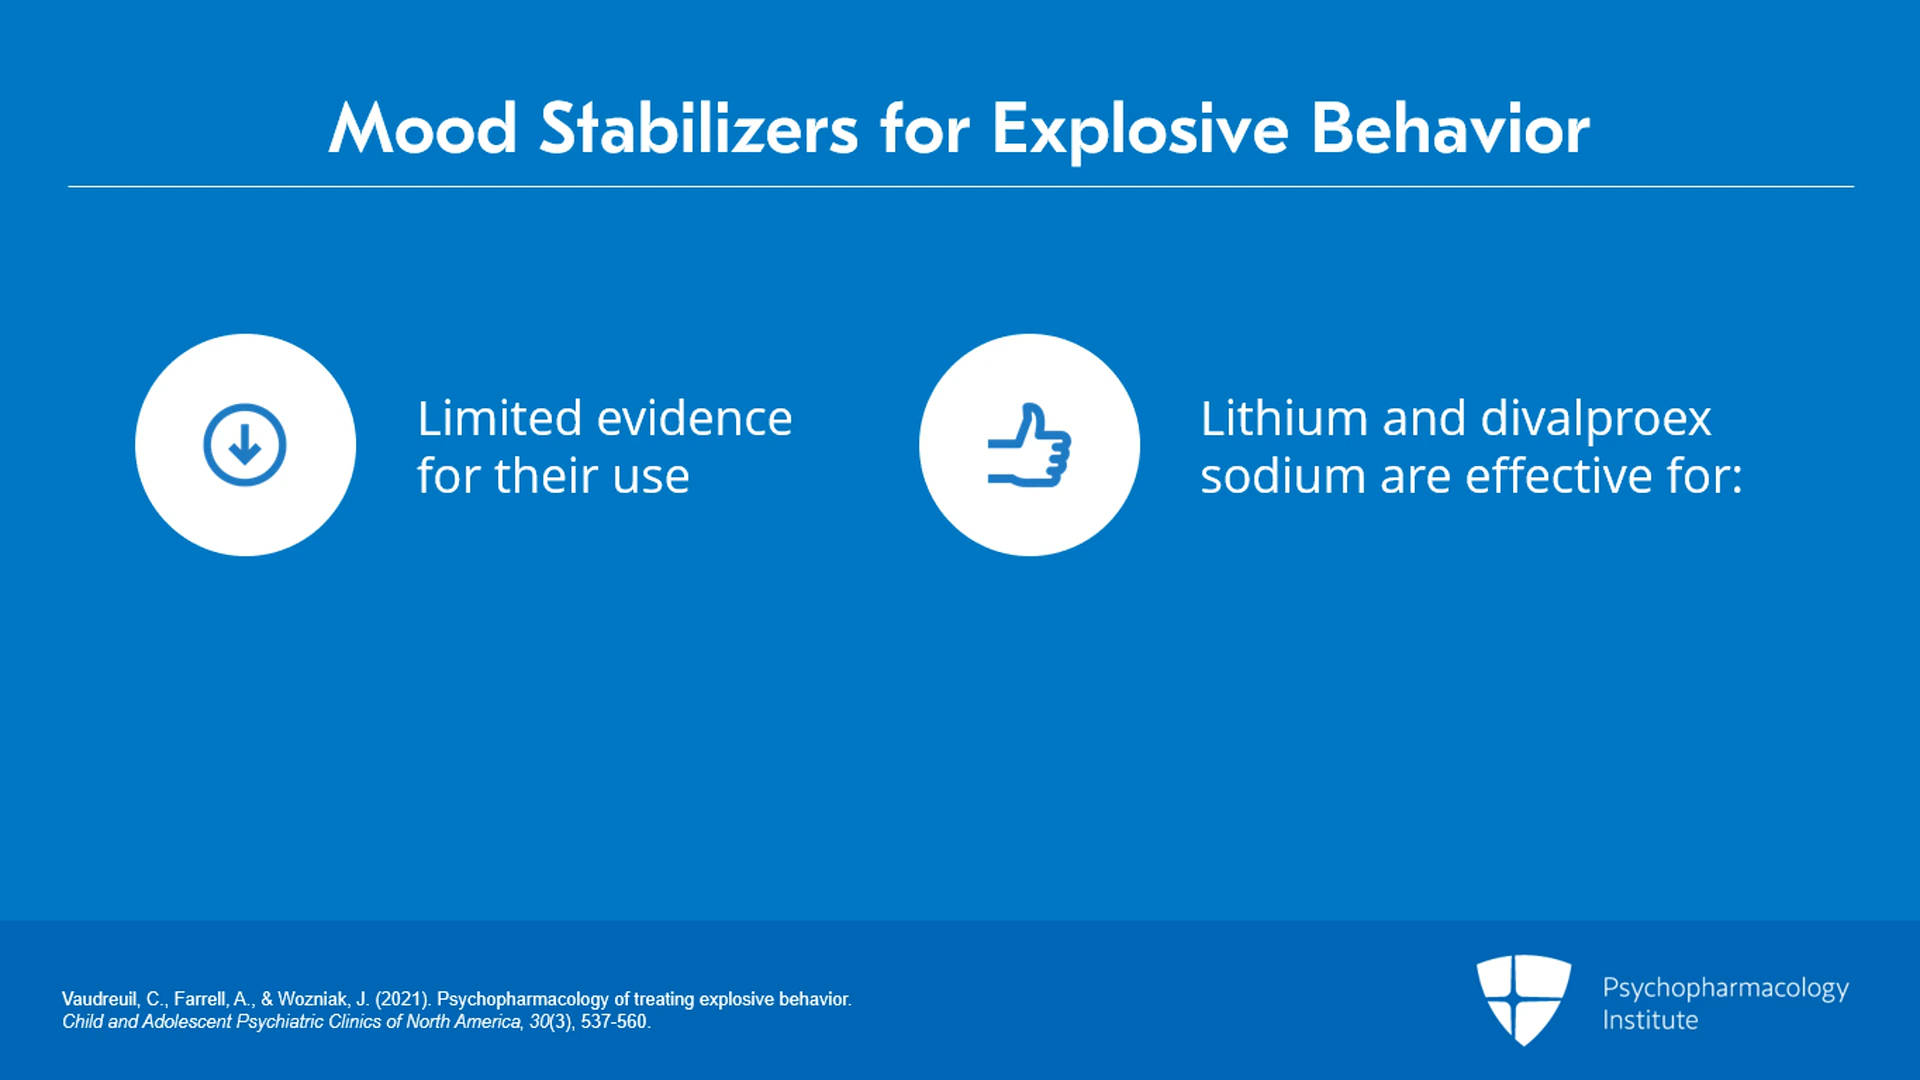 Mood Stabilizers for Explosive Behavior
Limited evidence
for their use
Lithium and divalproex
sodium are effective for:
Vaudreuil, C., Farrell, A., & Wozniak, J. (2021). Psychopharmacology of treating explosive behavior.
Child and Adolescent Psychiatric Clinics of North America, 30(3), 537-560.
Psychopharmacology
Institute